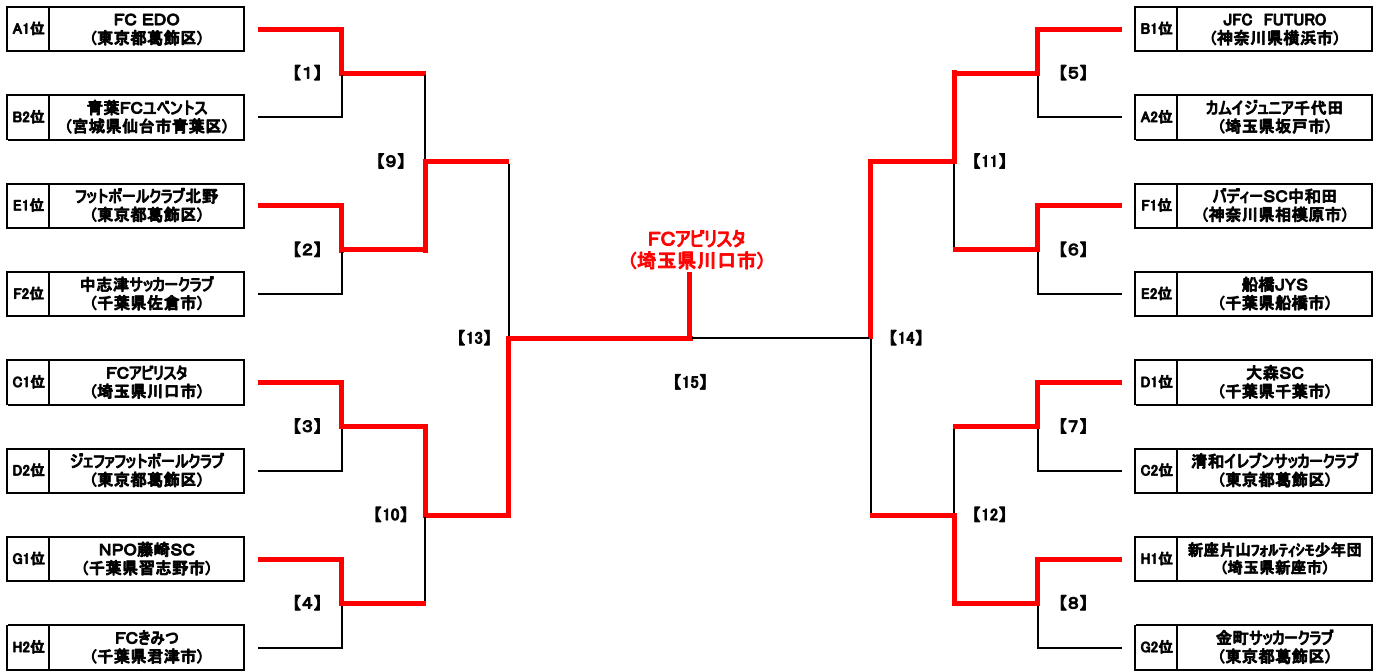 A1位
FC EDO
(東京都葛飾区)
B2位
青葉FCユベントス
(宮城県仙台市青葉区)
E1位
フットボールクラブ北野
(東京都葛飾区)
F2位
中志津サッカークラブ
(千葉県佐倉市)
C1位
FCアビリスタ
(埼玉県川口市)
D2位
ジェファフットボールクラブ
(東京都葛飾区)
G1位
NPO藤崎SC
(千葉県習志野市)
H2位
FCきみつ
(千葉県君津市)
【1】
【2】
【3】
【4】
【9】
【10】
【13】
FCアビリスタ
(埼玉県川口市)
【15】
【14】
【11】
【12】
【5】
【6】
【7】
【8】
B1位
JFC FUTURO
(神奈川県横浜市)
A2位
カムイジュニア千代田
(埼玉県坂戸市)
F1位
バディーSC中和田
(神奈川県相模原市)
E2位
船橋JYS
(千葉県船橋市)
D1位
大森SC
(千葉県千葉市)
C2位
清和イレブンサッカークラブ
(東京都葛飾区)
H1位
新座片山フォルティシモ少年団
(埼玉県新座市)
G2位
金町サッカークラブ
(東京都葛飾区)